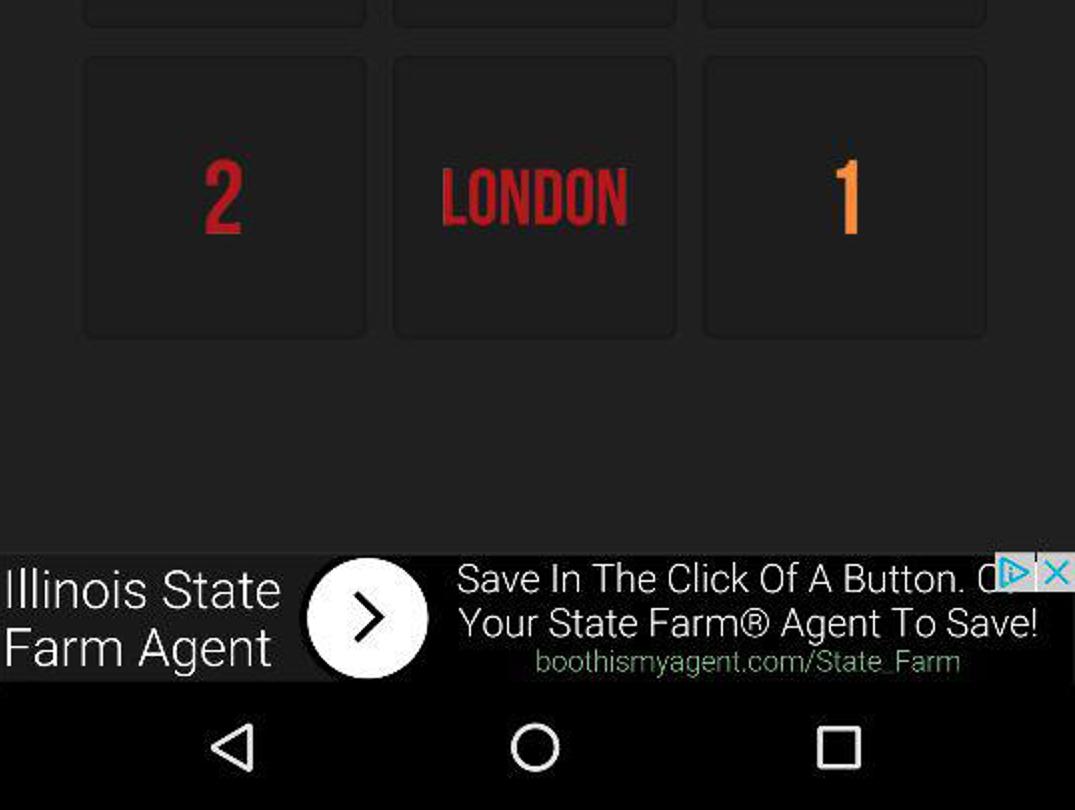 2 LONDON 1
Illinois State
Farm Agent
Save In The Click Of A Button.
Your State Farm® Agent To Save!
boothismyagent.com/State_Farm